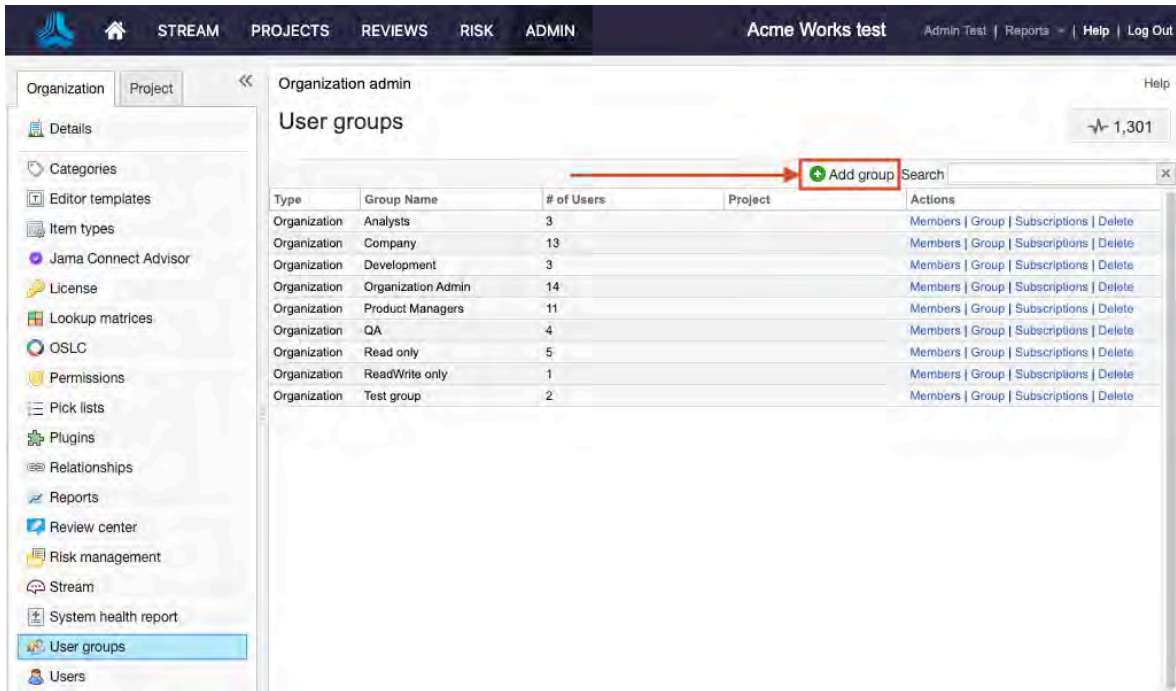 STREAM PROJECTS REVIEWS RISK ADMIN Acme Works test Admin Test | Reports | Help | Log Out
Organization Project
Details
Categories
Editor templates
Item types
Jama Connect Advisor
License
Lookup matrices
OSLC
Permissions
Pick lists
Plugins
Relationships
Reports
Review center
Risk management
Stream
System health report
User groups
Users
Organization admin Help
User groups 1,301
Add group Search
Type Group Name # of Users Project Actions
Organization Analysts 3 Members | Group | Subscriptions | Delete
Organization Company 13 Members | Group | Subscriptions | Delete
Organization Development 3 Members | Group | Subscriptions | Delete
Organization Organization Admin 14 Members | Group | Subscriptions | Delete
Organization Product Managers 11 Members | Group | Subscriptions | Delete
Organization QA 4 Members | Group | Subscriptions | Delete
Organization Read only 5 Members | Group | Subscriptions | Delete
Organization ReadWrite only 1 Members | Group | Subscriptions | Delete
Organization Test group 2 Members | Group | Subscriptions | Delete